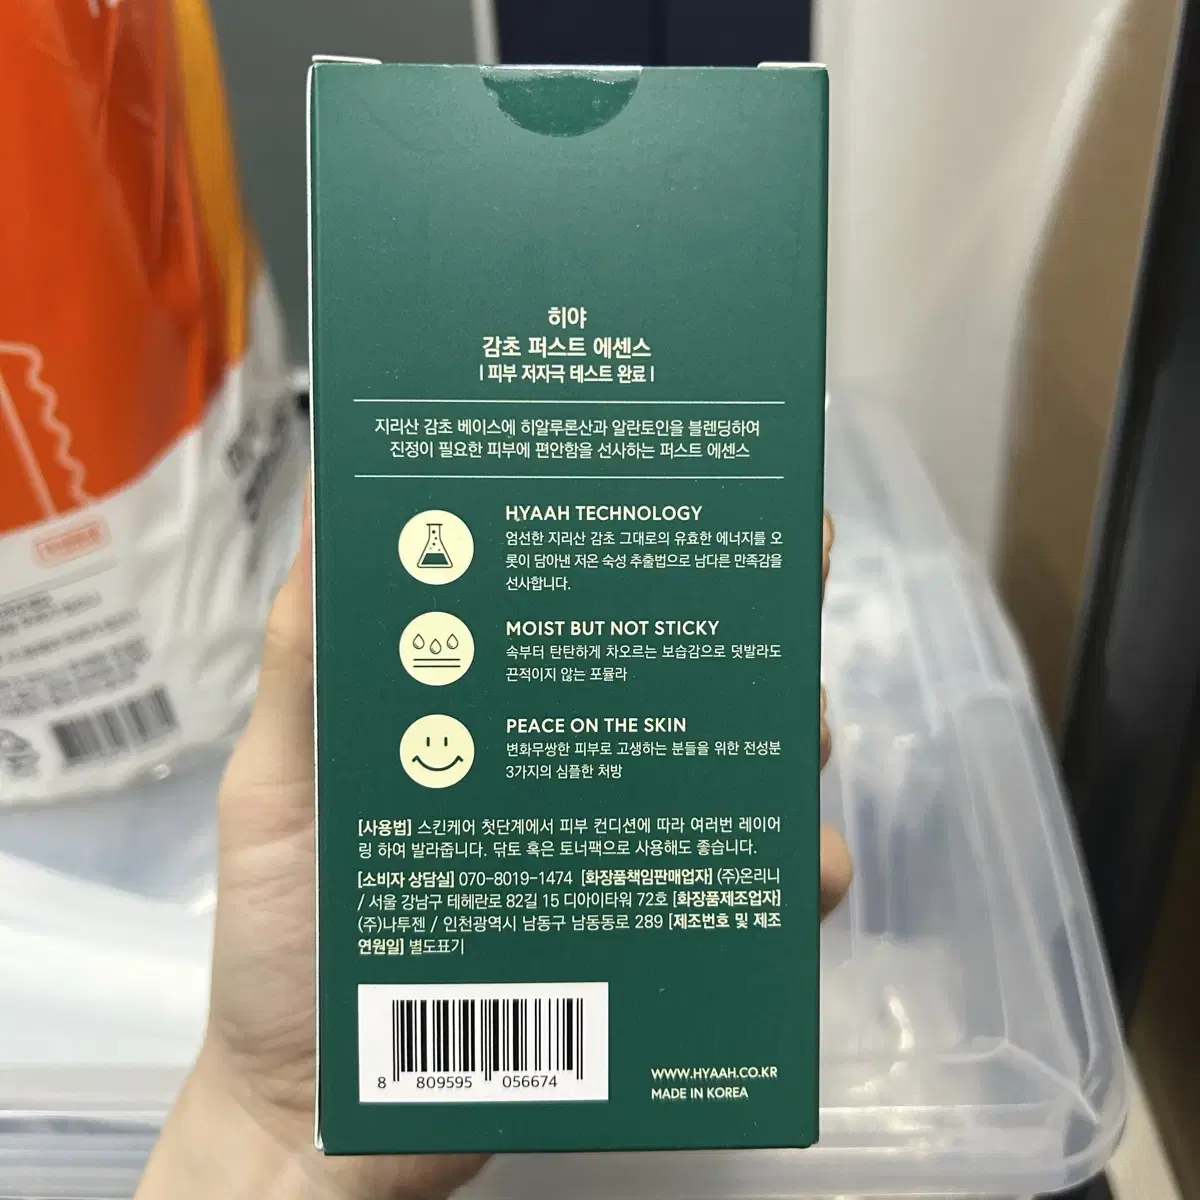 히야
감초 퍼스트 에센스
| 피부 저자극 테스트 완료 |
지리산 감초 베이스에 히알루론산과 알란토인을 블렌딩하여
진정이 필요한 피부에 편안함을 선사하는 퍼스트 에센스
HYAAH TECHNOLOGY
엄선한 지리산 감초 그대로의 유효한 에너지를 오
롯이 담아낸 저온 숙성 추출법으로 남다른 만족감을
선사합니다.
MOIST BUT NOT STICKY
속부터 탄탄하게 차오르는 보습감으로 덧발라도
끈적이지 않는 포뮬라
PEACE ON THE SKIN
변화무쌍한 피부로 고생하는 분들을 위한 전성분
3가지의 심플한 처방
[사용법] 스킨케어 첫단계에서 피부 컨디션에 따라 여러번 레이어
링 하여 발라줍니다. 닦토 혹은 토너팩으로 사용해도 좋습니다.
[소비자 상담실] 070-8019-1474 [화장품책임판매업자] (주)온리니
/ 서울 강남구 테헤란로 82길 15 디아이타워 72호 [화장품제조업자]
(주)나투젠 / 인천광역시 남동구 남동동로 289 [제조번호 및 제조
연원일] 별도표기
8 809595 056674
WWW.HYAAH.CO.KR
MADE IN KOREA